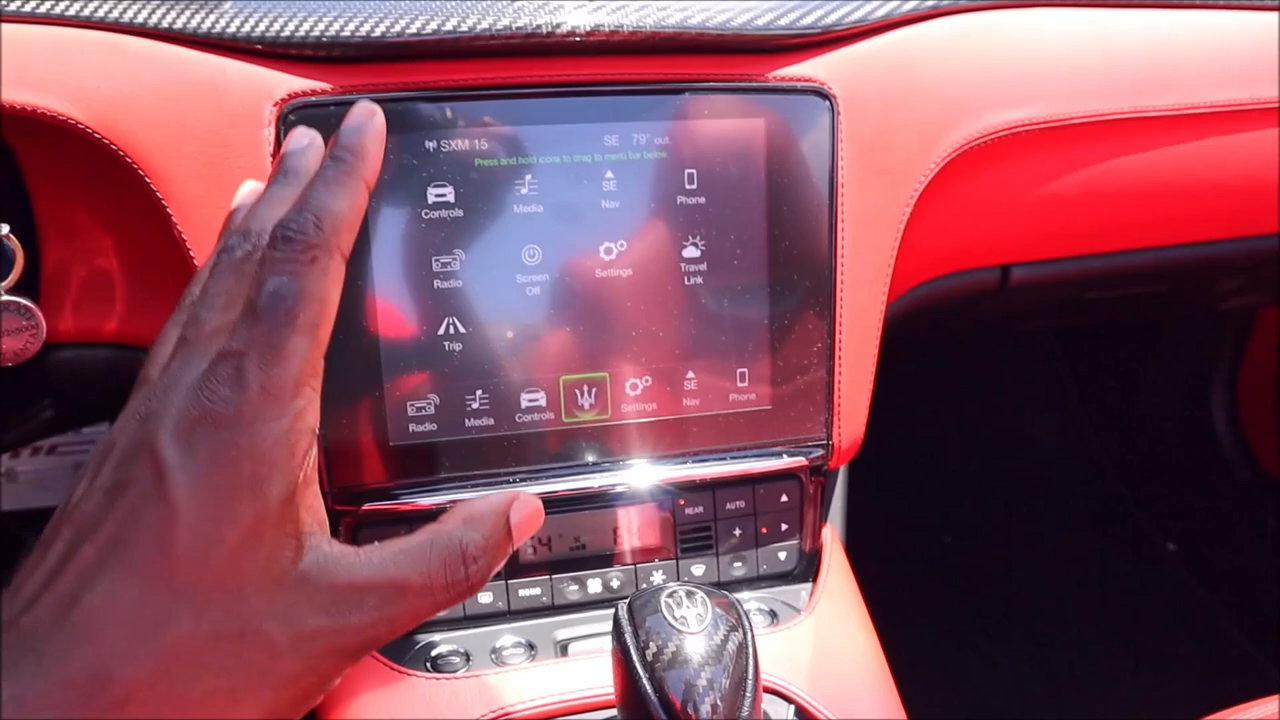 SXM 15
SE 79° out.
Press and hold icons to drag to menu bar below.
Controls
Media
SE
Nav
Phone
Radio
Screen
Off
Settings
Travel
Link
Trip
Radio
Media
Controls
Settings
SE
Nav
Phone
REAR
AUTO
MONO